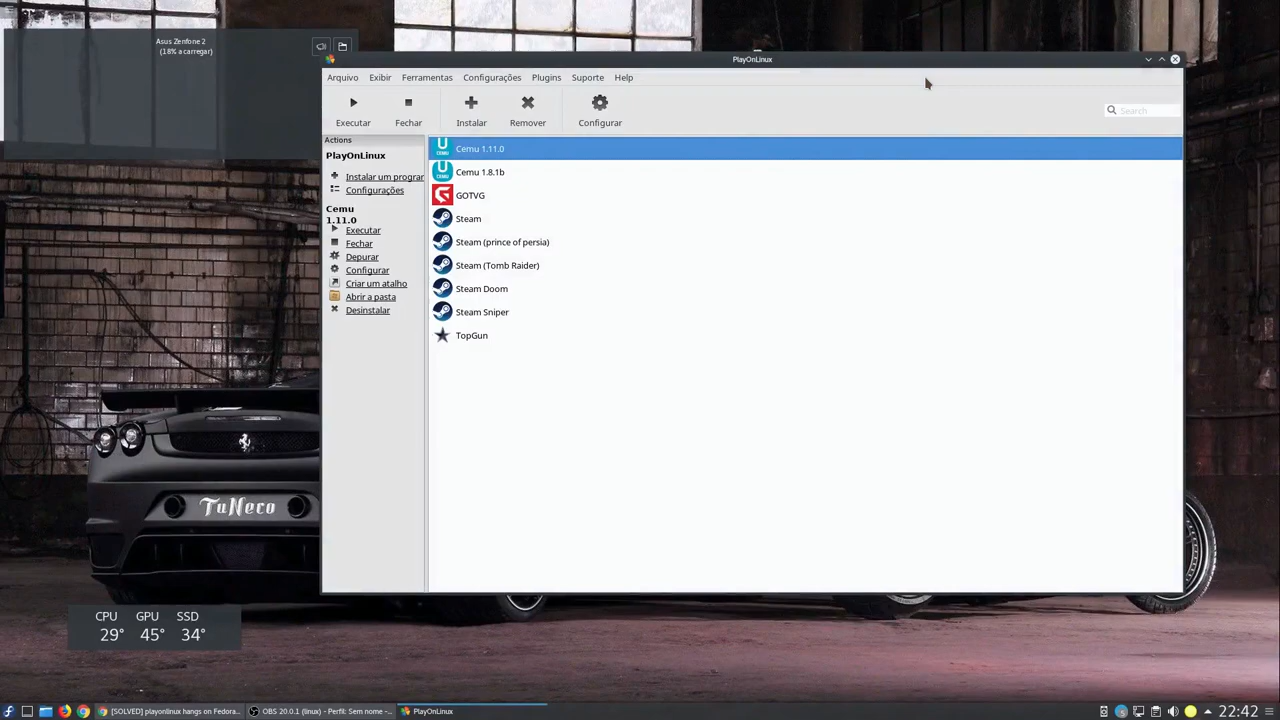 Asus Zenfone 2
(18% a carregar)
PlayOnLinux
Arquivo Exibir Ferramentas Configurações Plugins Suporte Help
Executar Fechar Instalar Remover Configurar
Search
Actions
PlayOnLinux
Instalar um prograr
Configurações
Cemu
1.11.0
Executar
Fechar
Depurar
Configurar
Criar um atalho
Abrir a pasta
Desinstalar
Cemu 1.11.0
Cemu 1.8.1b
GOTVG
Steam
Steam (prince of persia)
Steam (Tomb Raider)
Steam Doom
Steam Sniper
TopGun
TuNeco
CPU GPU SSD
29° 45° 34°
[SOLVED] playonlinux hangs on Fedora...
OBS 20.0.1 (linux) - Perfil: Sem nome -...
PlayOnLinux
22:42